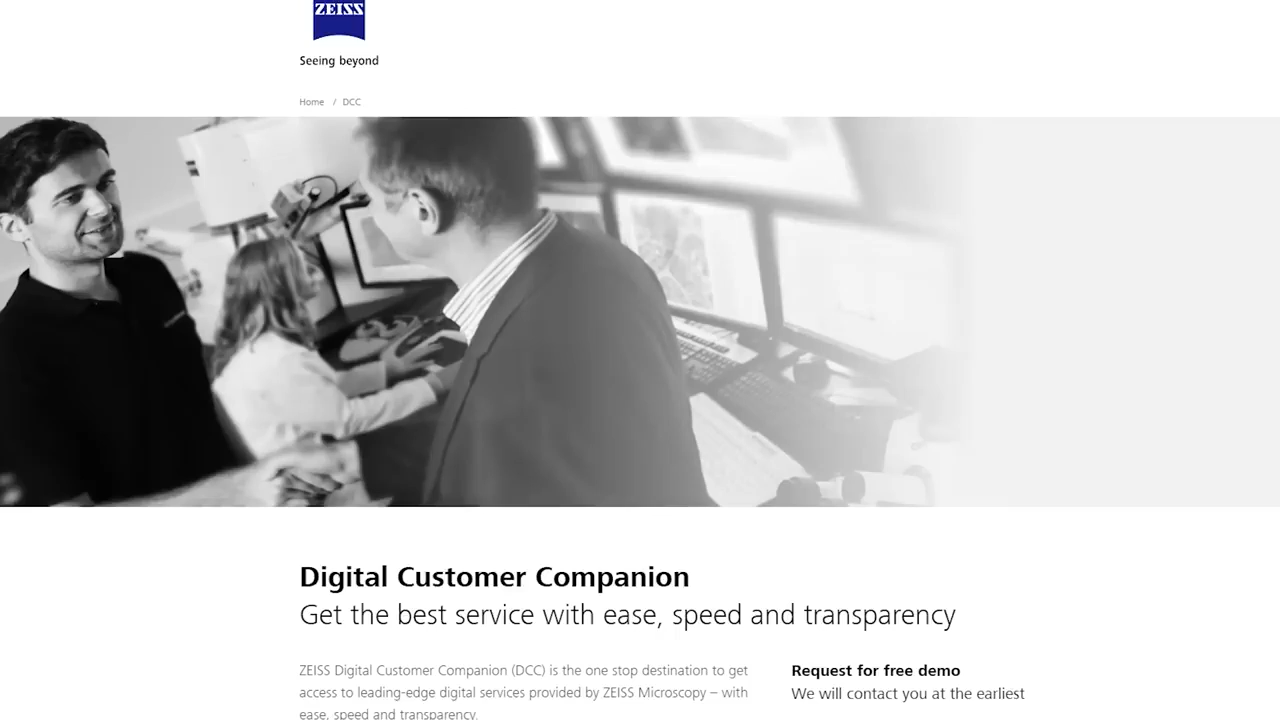 ZEISS
Seeing beyond
Home / DCC
Digital Customer Companion
Get the best service with ease, speed and transparency
ZEISS Digital Customer Companion (DCC) is the one stop destination to get
access to leading-edge digital services provided by ZEISS Microscopy – with
ease, speed and transparency.
Request for free demo
We will contact you at the earliest